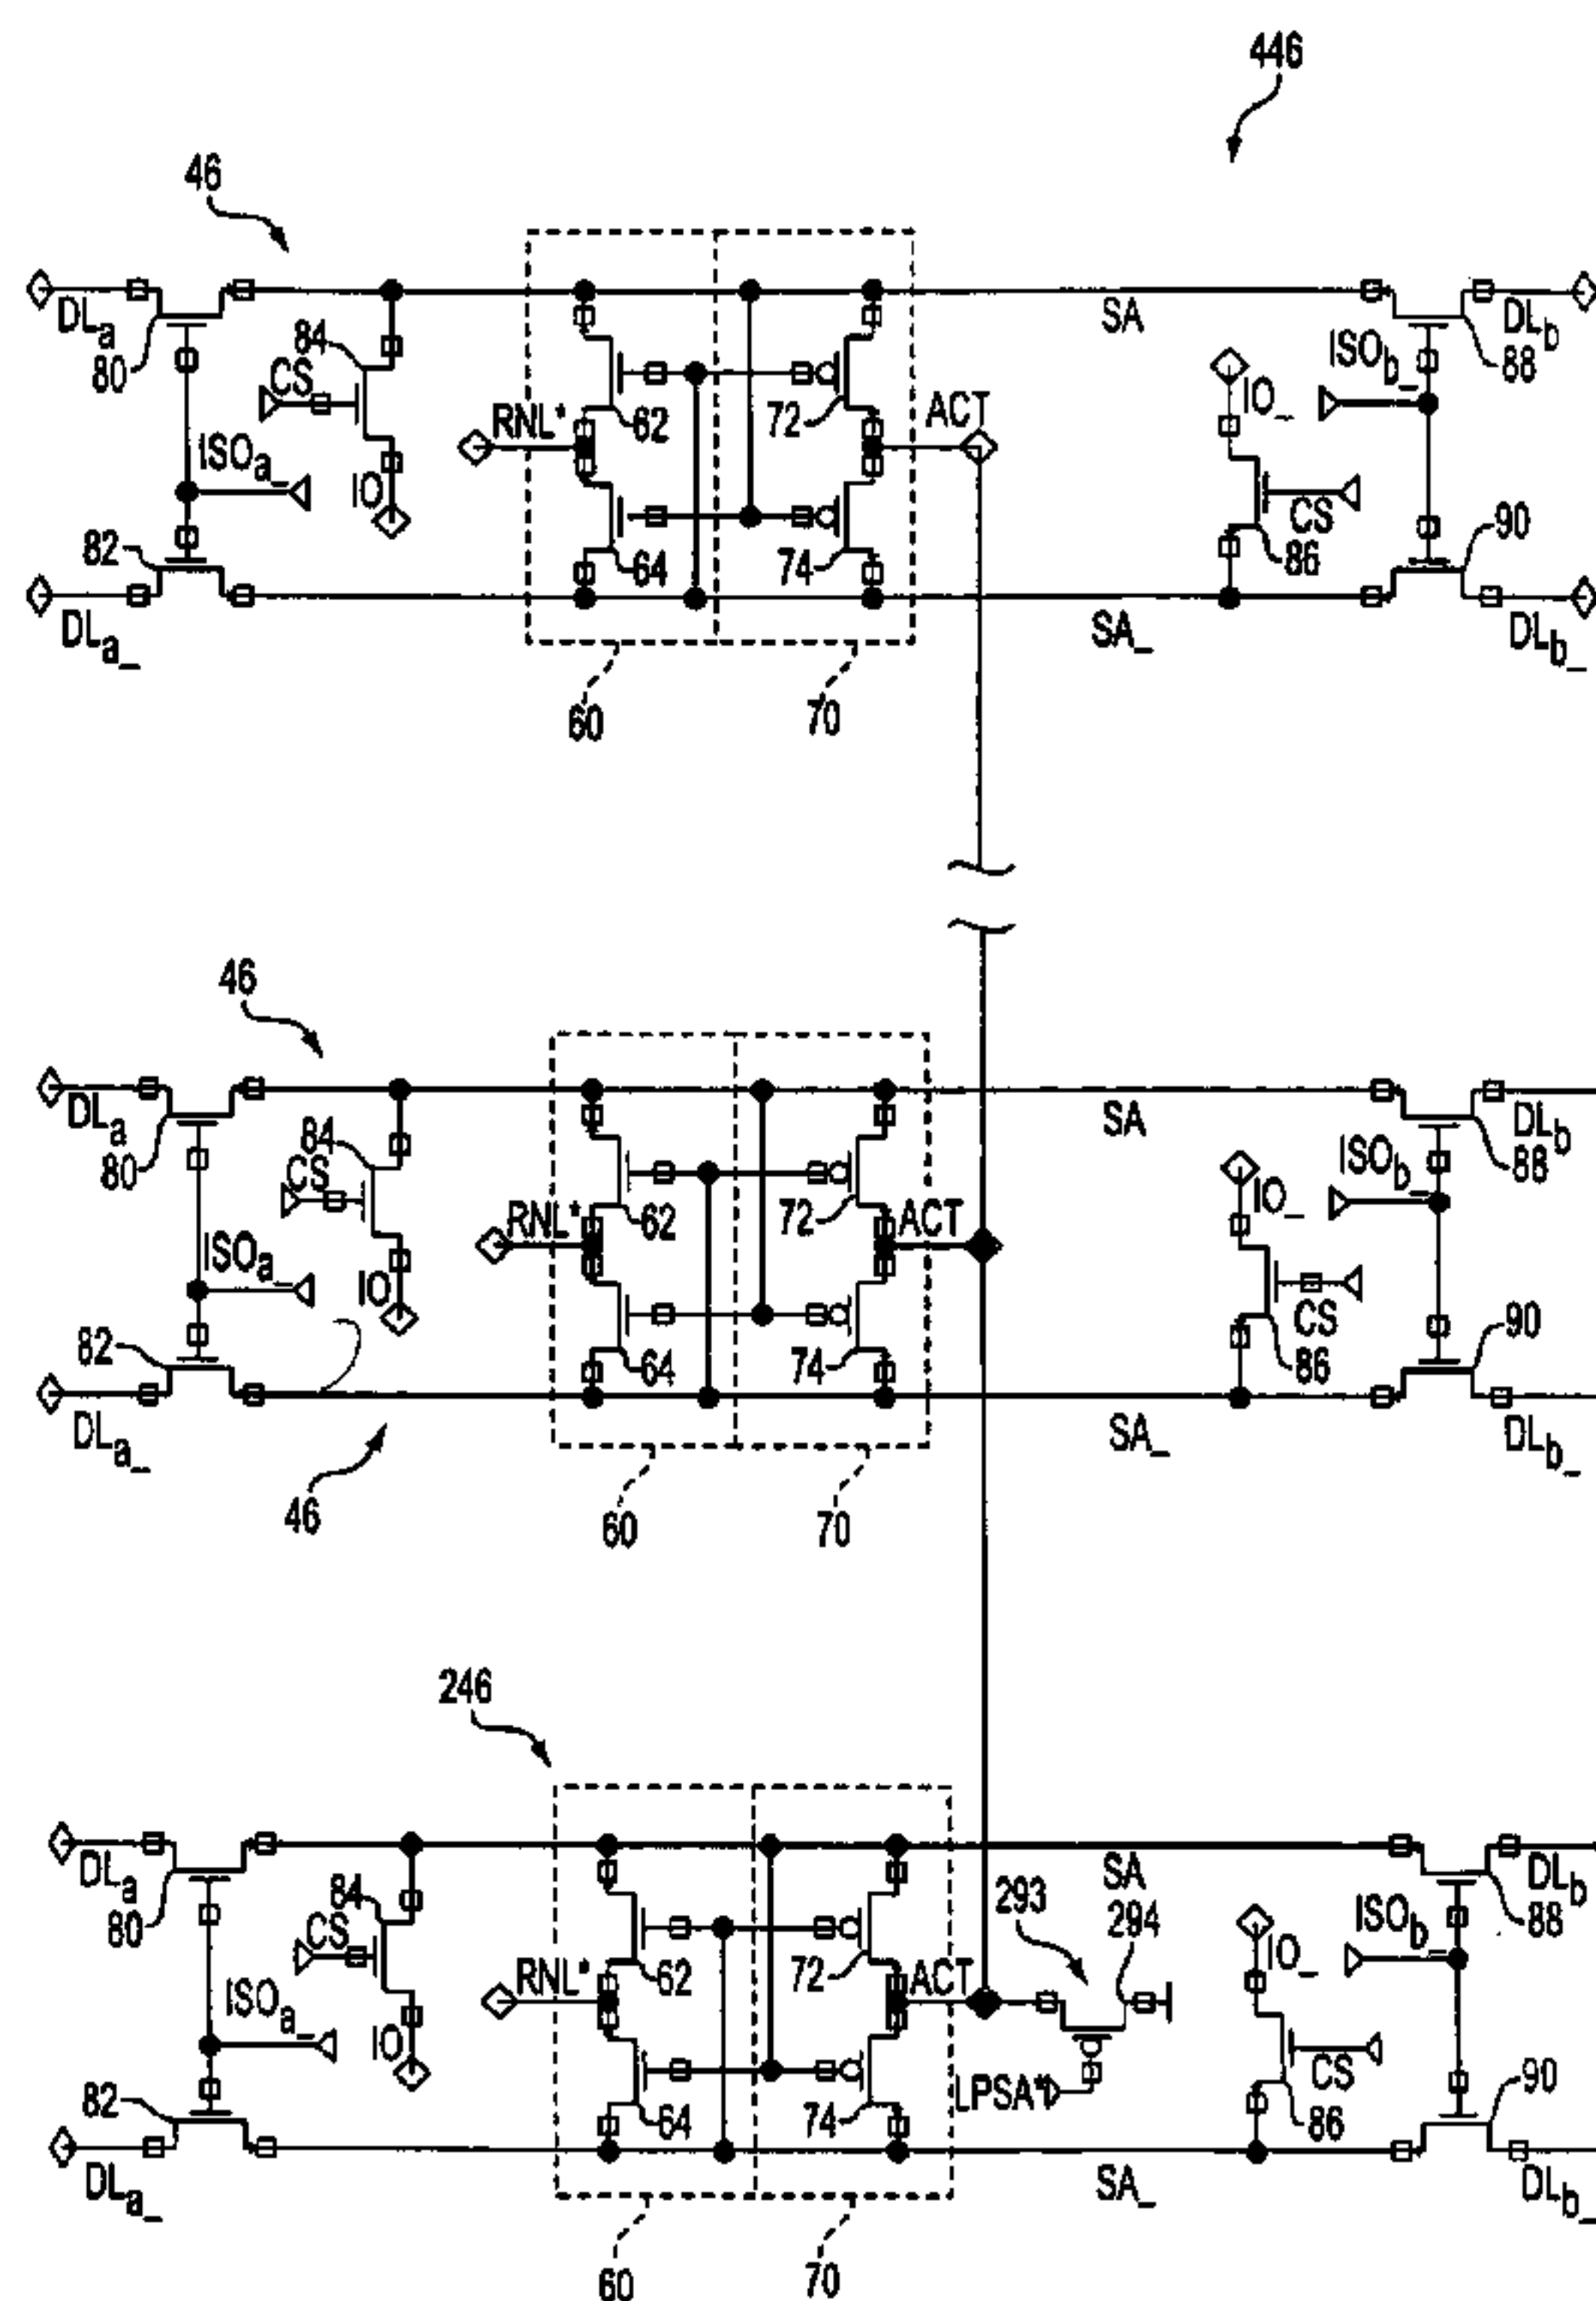 446
46
DLa
80
84
CS
ISOa_
IO
82
DLa_
RNL*
62
64
72
74
ACT
60
70
SA
SA_
IO_
CS
86
ISOb_
DLb
88
90
DLb_
46
DLa
80
84
CS
ISOa_
IO
82
DLa_
46
RNL*
62
64
72
74
ACT
60
70
SA
SA_
IO_
CS
86
ISOb_
DLb
88
90
DLb_
246
DLa
80
84
CS
ISOa_
IO
82
DLa_
RNL*
62
64
72
74
ACT
293
294
LPSA*
60
70
SA
SA_
IO_
CS
86
ISOb_
DLb
88
90
DLb_